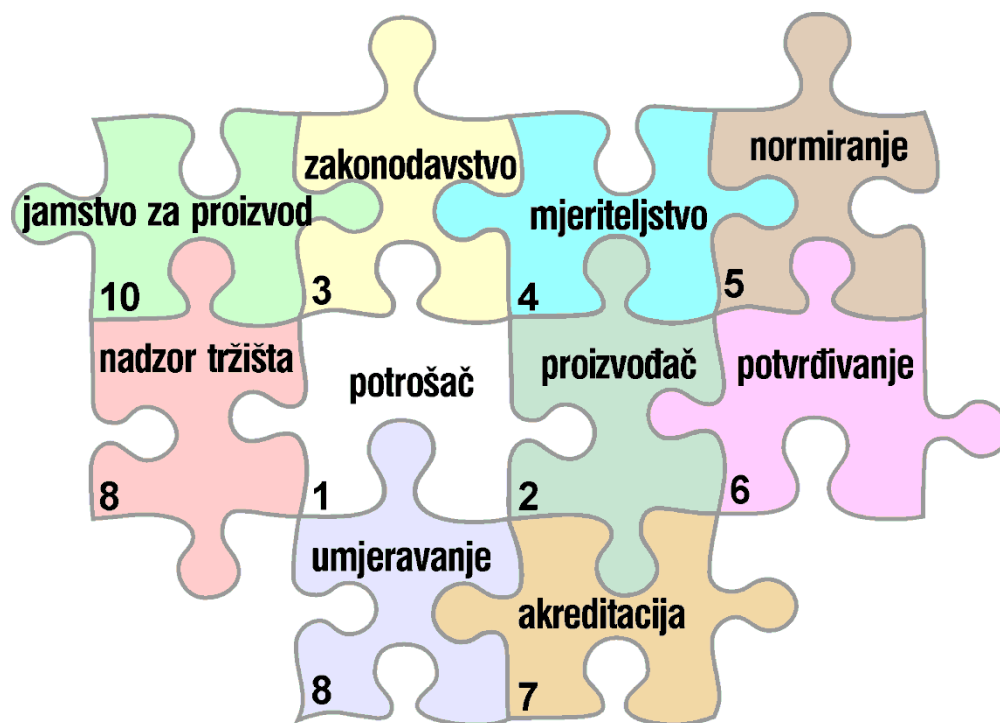 normiranje
zakonodavstvo
jamstvo za proizvod
mjeriteljstvo
10
3
4
5
nadzor tržišta
potrošač
proizvođač
potvrđivanje
8
1
2
6
umjeravanje
akreditacija
8
7